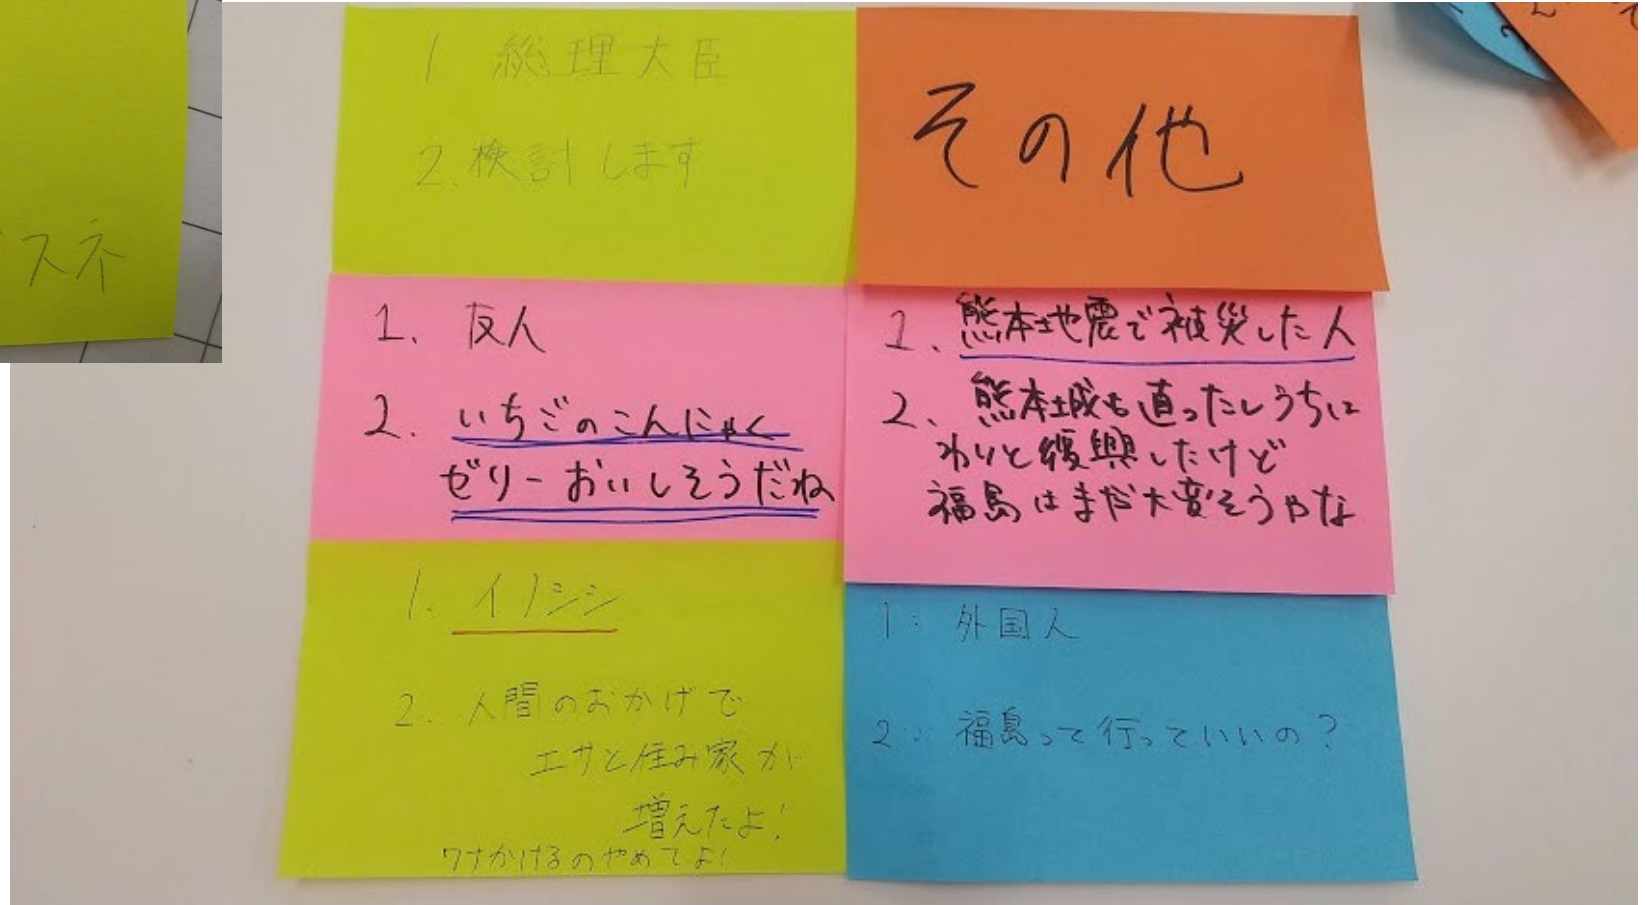 スネ
1 総理大臣
2. 検討します
その他
1. 友人
2. いちごのこんにゃく
ゼリーおいしそうだね
1. 熊本地震で被災した人
2. 熊本城も直ったしうちは
わりと復興したけど
福島はまだ大変そうやな
1. イノシシ
2. 人間のおかげで
エサと住み家が
増えたよ!
ワナかけるのやめてよ!
1: 外国人
2: 福島って行っていいの?